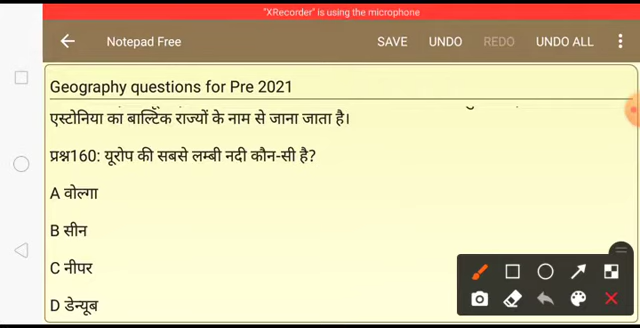 "XRecorder" is using the microphone
Notepad Free SAVE UNDO REDO UNDO ALL
Geography questions for Pre 2021
एस्टोनिया का बाल्टिक राज्यों के नाम से जाना जाता है।
प्रश्न160: यूरोप की सबसे लम्बी नदी कौन-सी है?
A वोल्गा
B सीन
C नीपर
D डेन्यूब